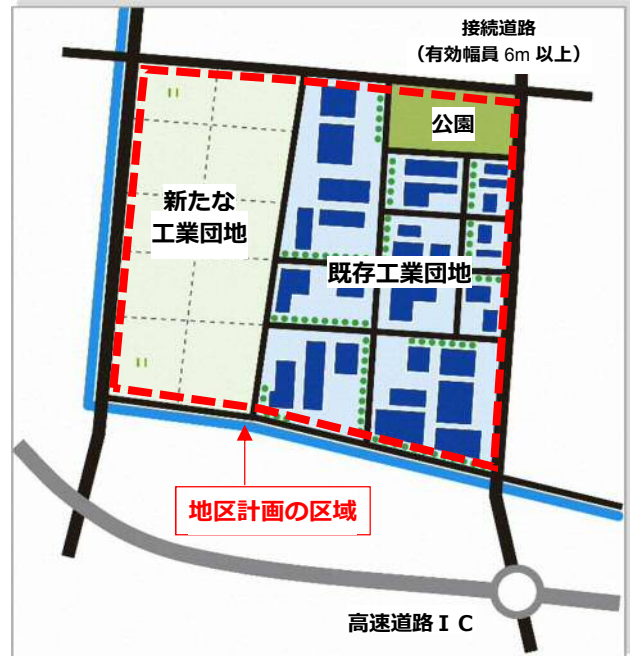 接続道路
（有効幅員 6m 以上）
公園
新たな
工業団地
既存工業団地
地区計画の区域
高速道路ＩＣ